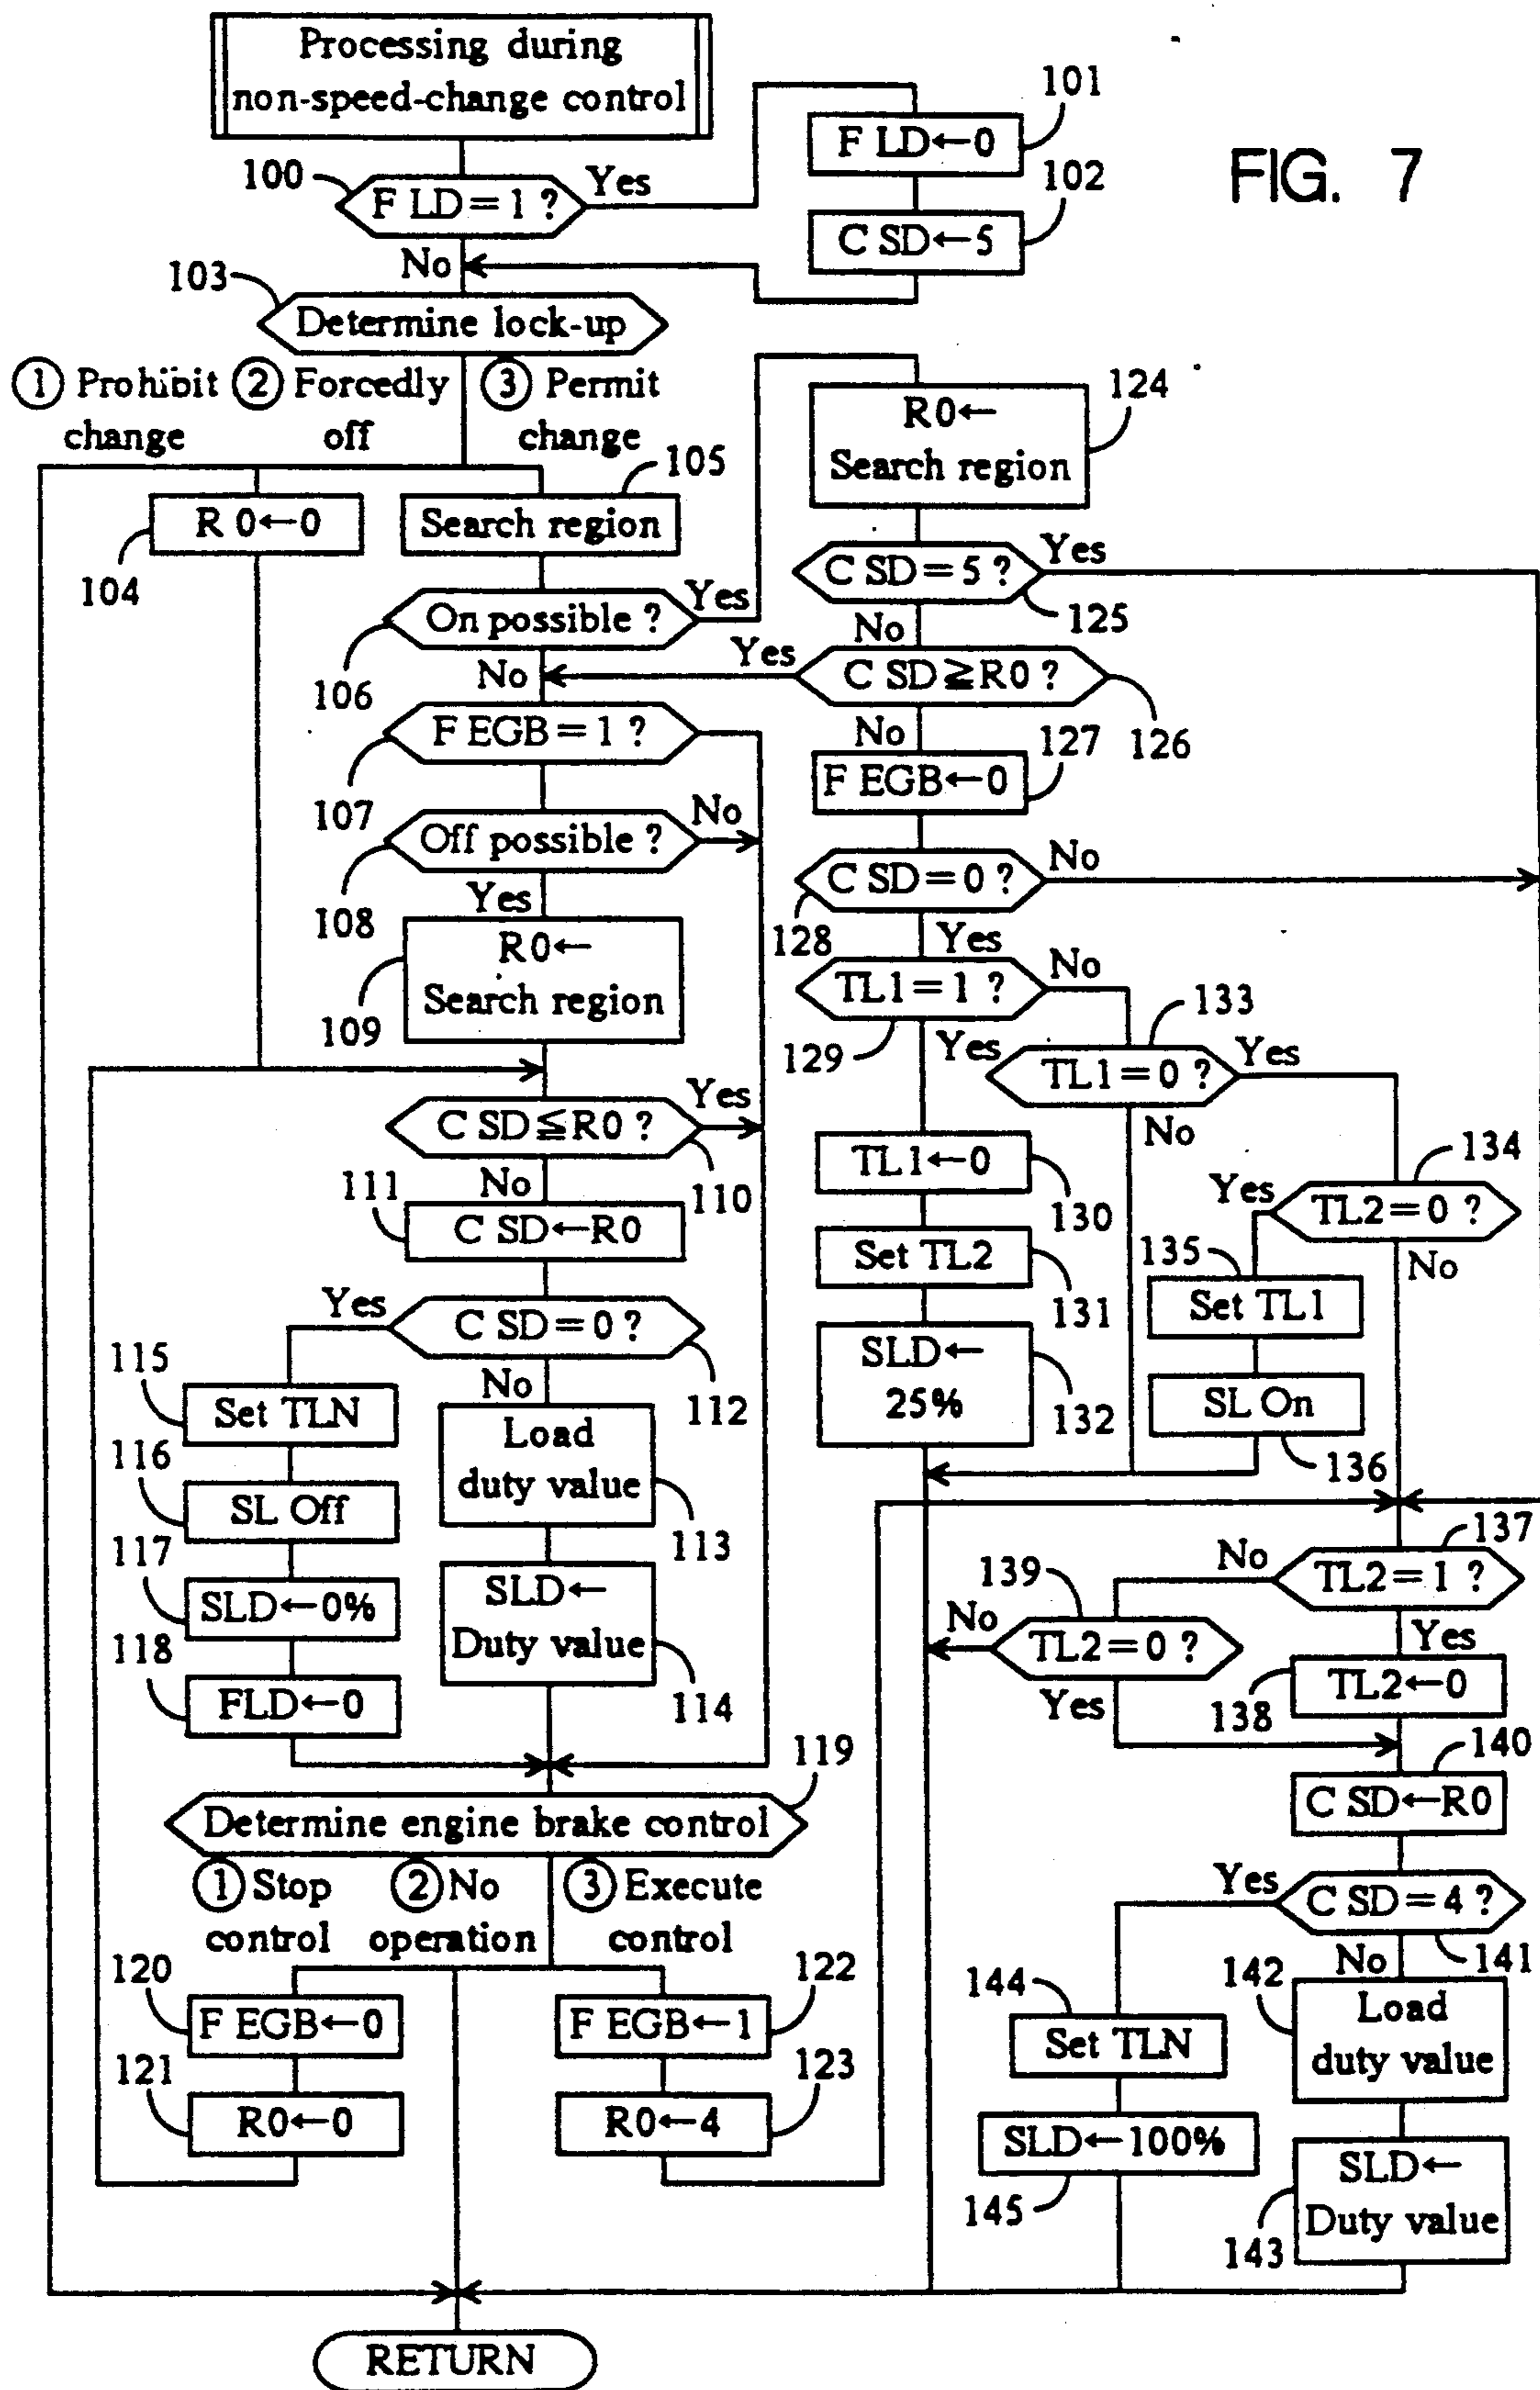 Processing during
non-speed-change control
FIG. 7
100
F LD=1 ?
Yes
No
101
F LD←0
102
C SD←5
103
Determine lock-up
① Prohibit
change
② Forcedly
off
③ Permit
change
R 0←0
104
105
Search region
On possible ?
Yes
No
106
F EGB=1 ?
107
Off possible ?
No
Yes
108
R0←
Search region
109
C SD≦R0 ?
Yes
No
110
111
C SD←R0
C SD=0 ?
Yes
No
112
Load
duty value
113
SLD←
Duty value
114
115
Set TLN
116
SL Off
117
SLD←0%
118
FLD←0
119
Determine engine brake control
① Stop
control
② No
operation
③ Execute
control
120
F EGB←0
121
R0←0
122
F EGB←1
123
R0←4
124
R0←
Search region
C SD=5 ?
Yes
No
125
C SD≧R0 ?
Yes
No
126
127
F EGB←0
C SD=0 ?
No
Yes
128
TL1=1 ?
No
Yes
129
TL1←0
130
Set TL2
131
SLD←
25%
132
133
TL1=0 ?
Yes
No
134
TL2=0 ?
Yes
No
135
Set TL1
SL On
136
137
TL2=1 ?
No
Yes
138
TL2←0
139
TL2=0 ?
No
Yes
140
C SD←R0
C SD=4 ?
Yes
No
141
142
Load
duty value
SLD←
Duty value
143
144
Set TLN
SLD←100%
145
RETURN